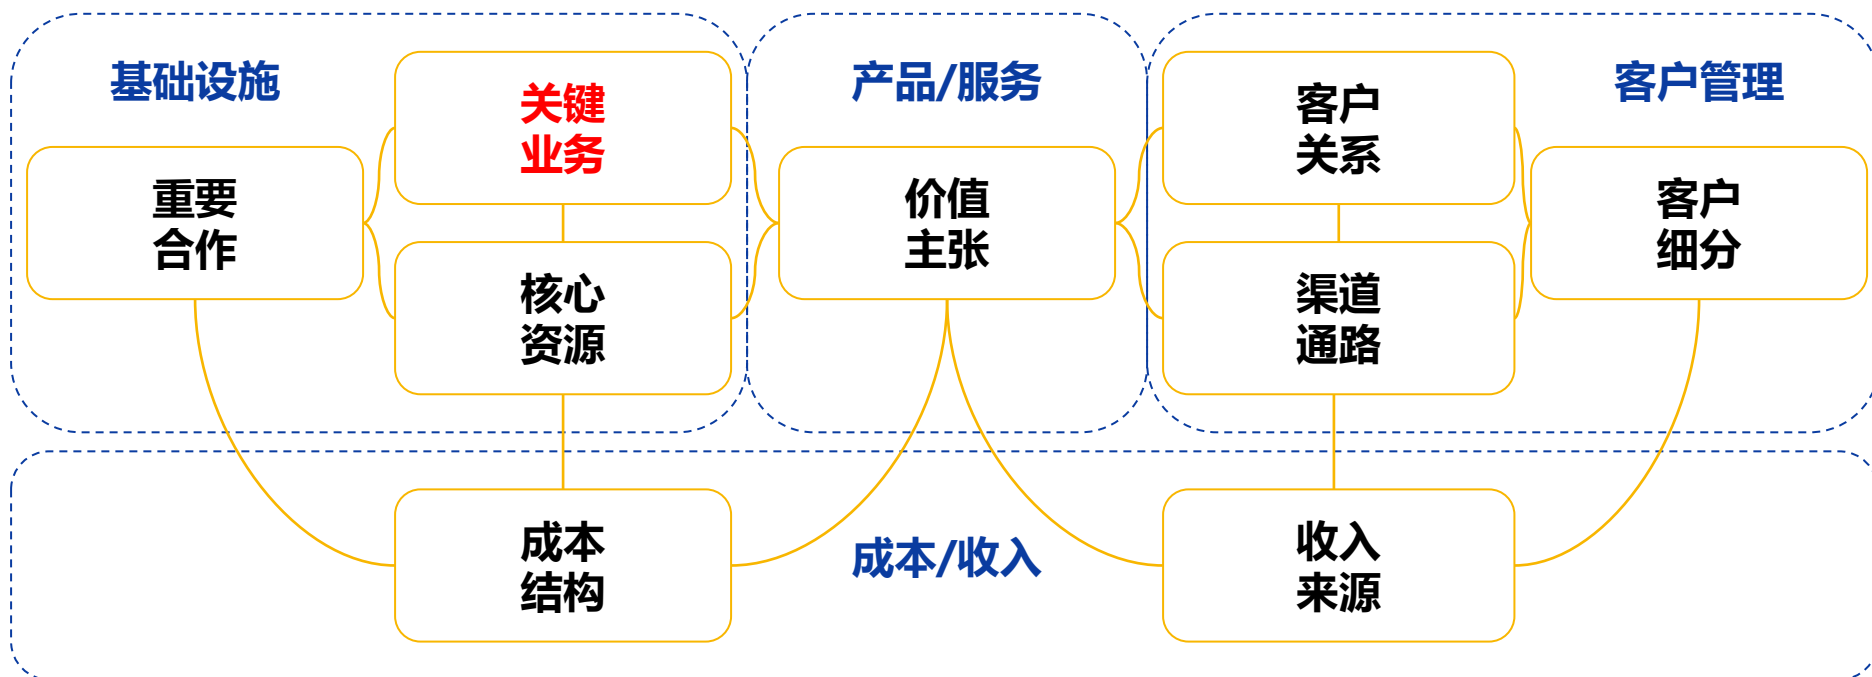 基础设施
关键
业务
重要
合作
核心
资源
产品/服务
价值
主张
客户
关系
客户管理
渠道
通路
客户
细分
成本
结构
成本/收入
收入
来源